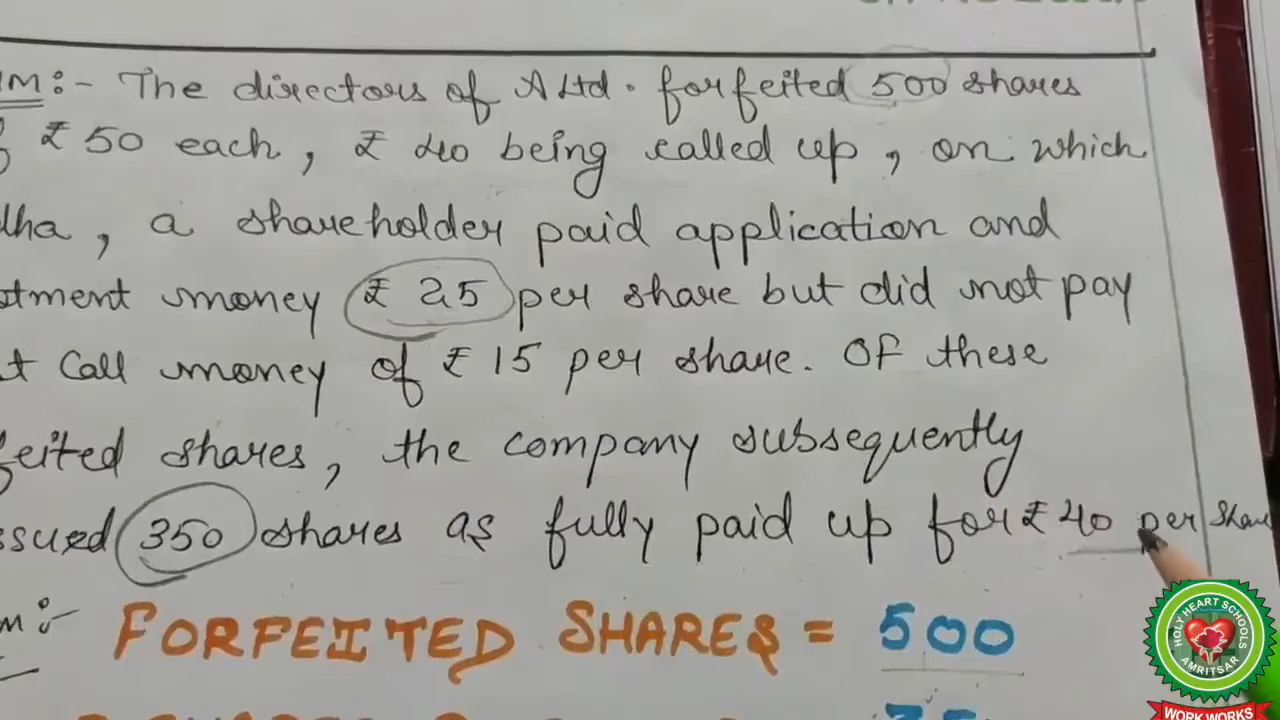 M:- The directors of A Ltd. forfeited 500 shares
₹ 50 each, ₹ 40 being called up, on which
lha, a shareholder paid application and
otment money ₹ 25 per share but did not pay
t call money of ₹ 15 per share. OF these
feited shares, the company subsequently
issued 350 shares as fully paid up for ₹ 40 per share
m:- FORFEITED SHARES = 500
HOLY HEART SCHOOLS
AMRITSAR
WORK WORKS